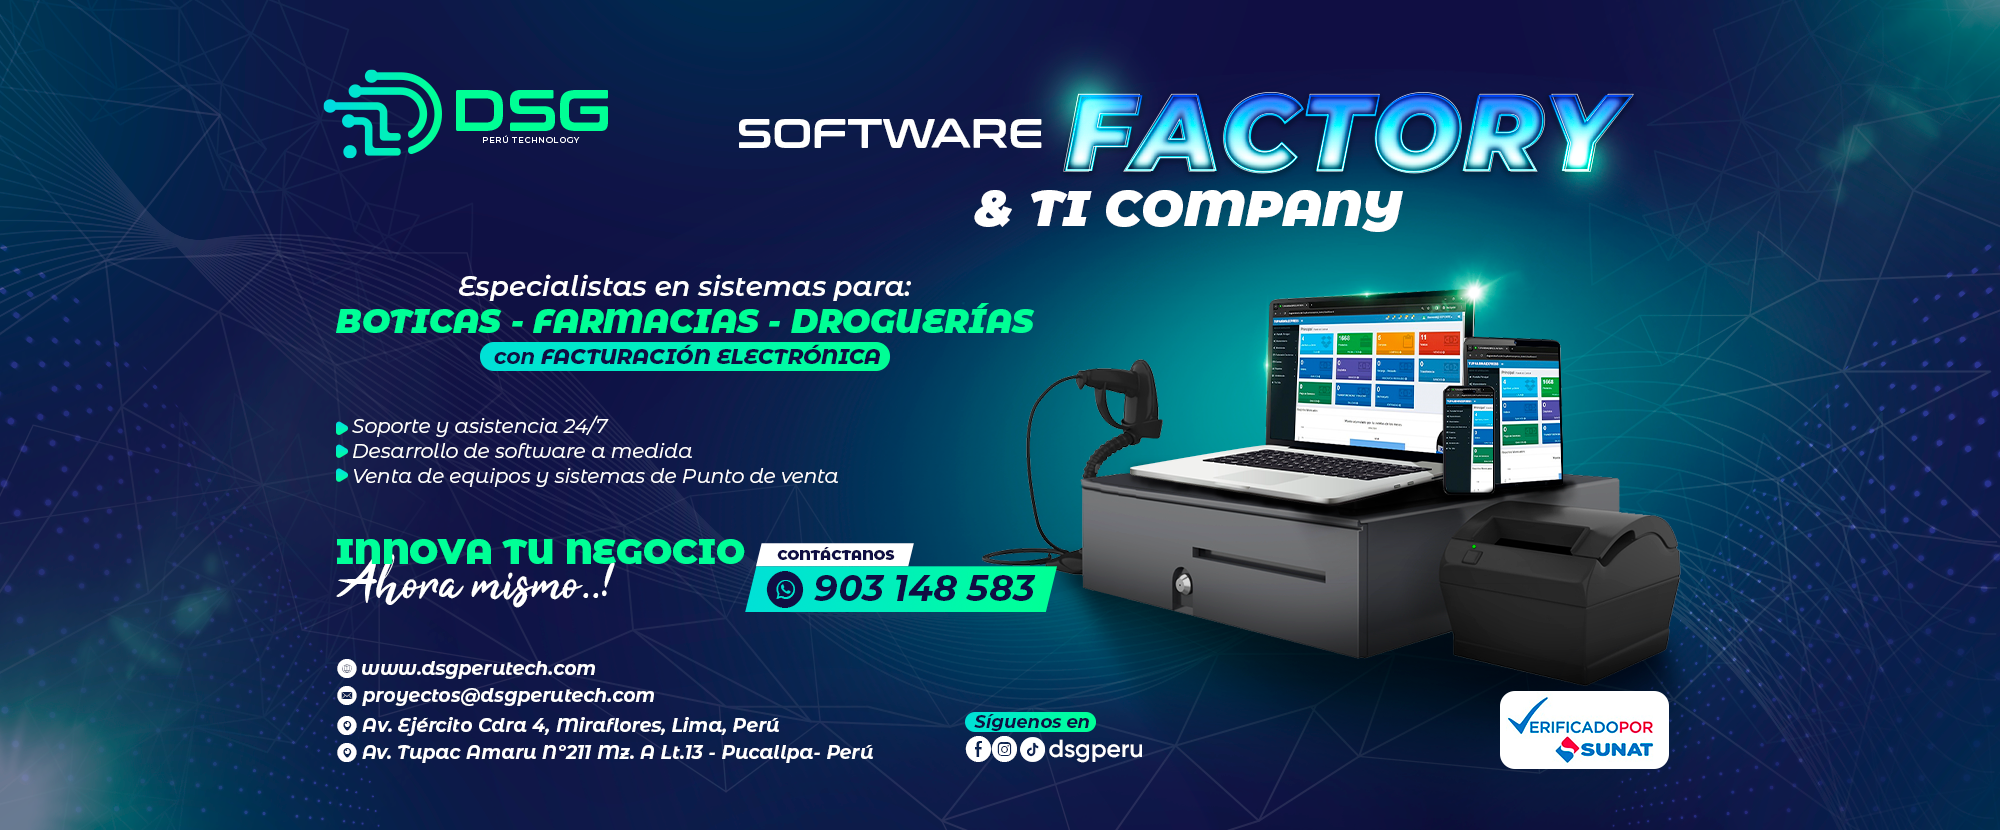 DSG
PERÚ TECHNOLOGY
SOFTWARE FACTORY
& TI COMPANY
Especialistas en sistemas para:
BOTICAS - FARMACIAS - DROGUERÍAS
con FACTURACIÓN ELECTRÓNICA
Soporte y asistencia 24/7
Desarrollo de software a medida
Venta de equipos y sistemas de Punto de venta
INNOVA TU NEGOCIO
Ahora mismo..!
CONTÁCTANOS
903 148 583
www.dsgperutech.com
proyectos@dsgperutech.com
Av. Ejército Cdra 4, Miraflores, Lima, Perú
Av. Tupac Amaru N°211 Mz. A Lt.13 - Pucallpa- Perú
Síguenos en
dsgperu
VERIFICADO POR
SUNAT